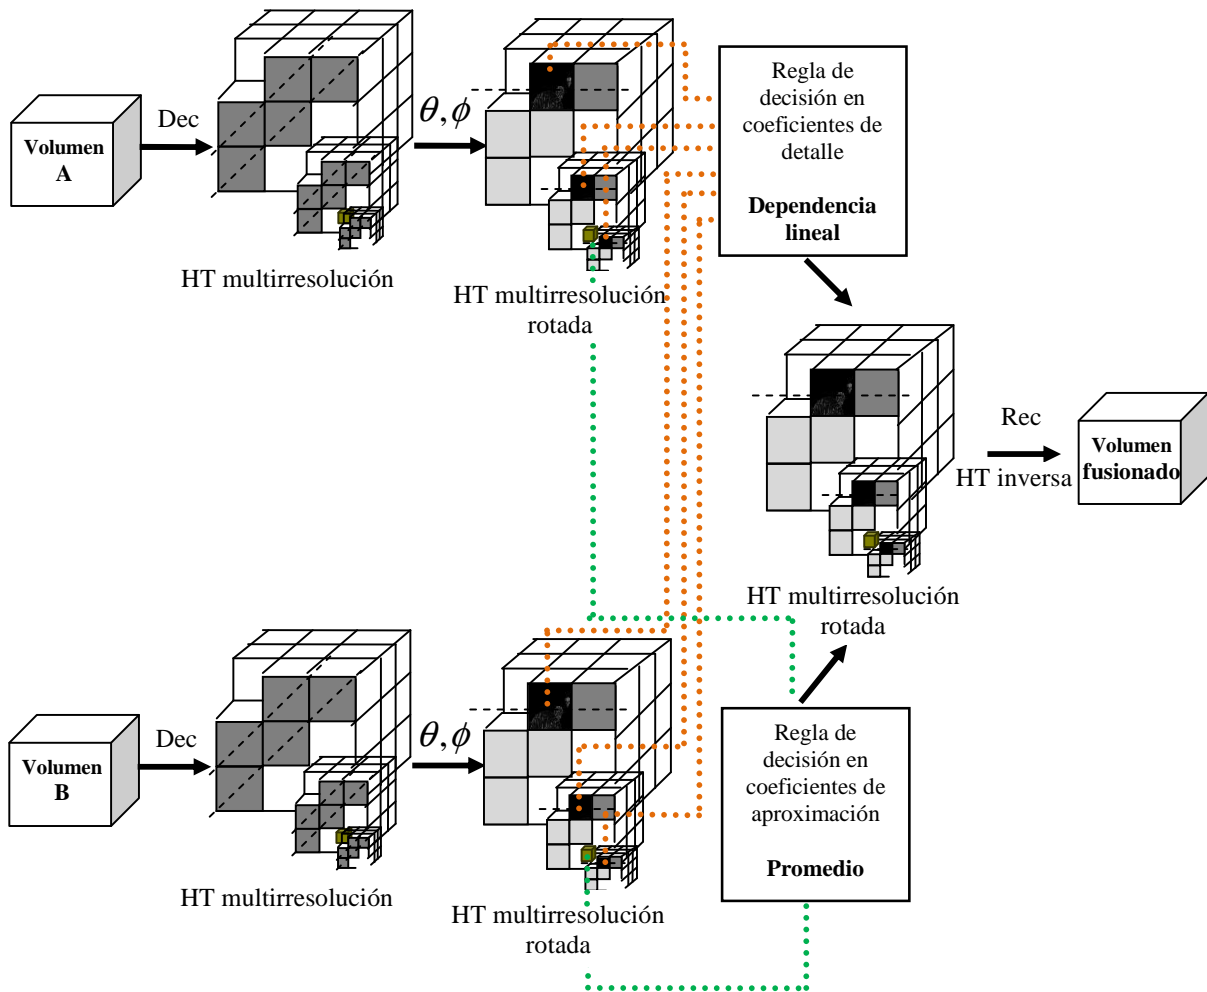 Volumen
A
Dec
HT multirresolución
θ,ϕ
HT multirresolución
rotada
Regla de
decisión en
coeficientes de
detalle
Dependencia
lineal
HT multirresolución
rotada
Rec
HT inversa
Volumen
fusionado
Volumen
B
Dec
HT multirresolución
θ,ϕ
HT multirresolución
rotada
Regla de
decisión en
coeficientes de
aproximación
Promedio